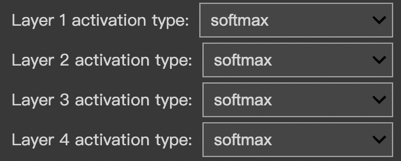 Layer 1 activation type: softmax
Layer 2 activation type: softmax
Layer 3 activation type: softmax
Layer 4 activation type: softmax